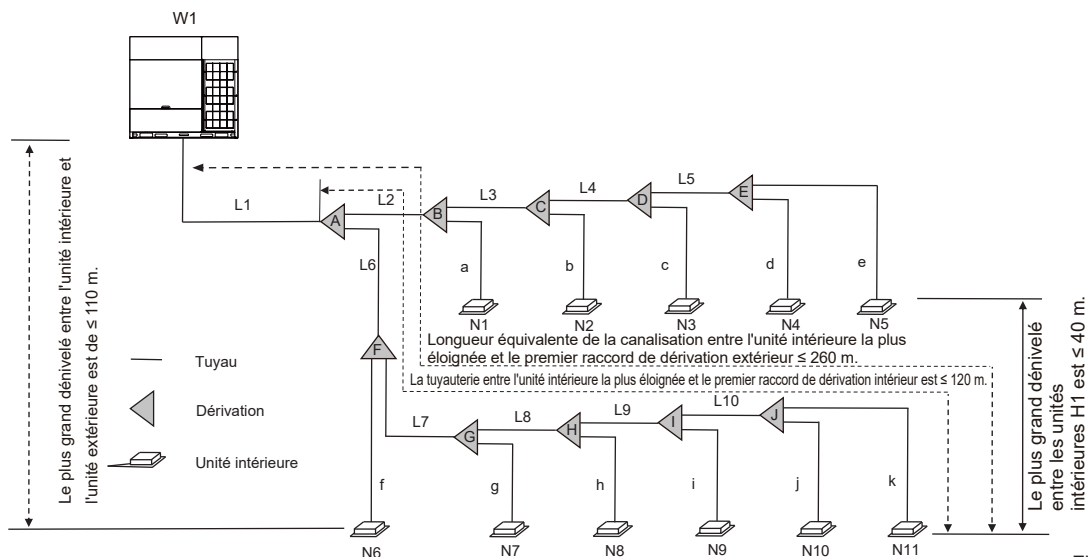 W1
Le plus grand dénivelé entre l'unité intérieure et
l'unité extérieure est de ≤ 110 m.
L1
A
L2
B
L3
C
L4
D
L5
E
L6
a
b
c
d
e
N1
N2
N3
N4
N5
Longueur équivalente de la canalisation entre l'unité intérieure la plus
éloignée et le premier raccord de dérivation extérieur ≤ 260 m.
La tuyauterie entre l'unité intérieure la plus éloignée et le premier raccord de dérivation intérieur est ≤ 120 m.
Tuyau
Dérivation
Unité intérieure
F
L7
G
L8
H
L9
I
L10
J
f
g
h
i
j
k
N6
N7
N8
N9
N10
N11
Le plus grand dénivelé
entre les unités
intérieures H1 est ≤ 40 m.